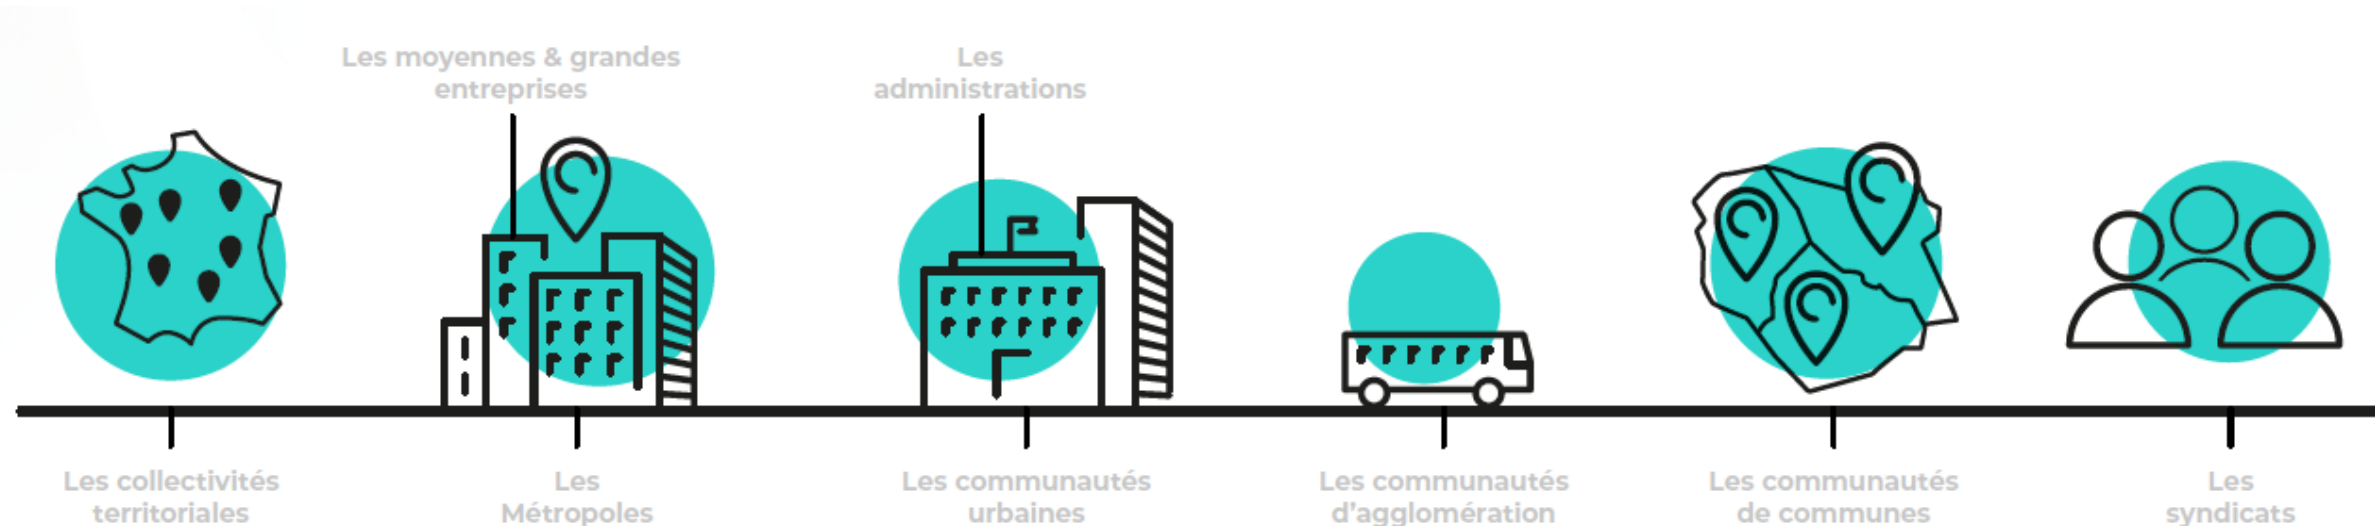 Les moyennes & grandes
entreprises
Les
administrations
Les collectivités
territoriales
Les
Métropoles
Les communautés
urbaines
Les communautés
d’agglomération
Les communautés
de communes
Les
syndicats